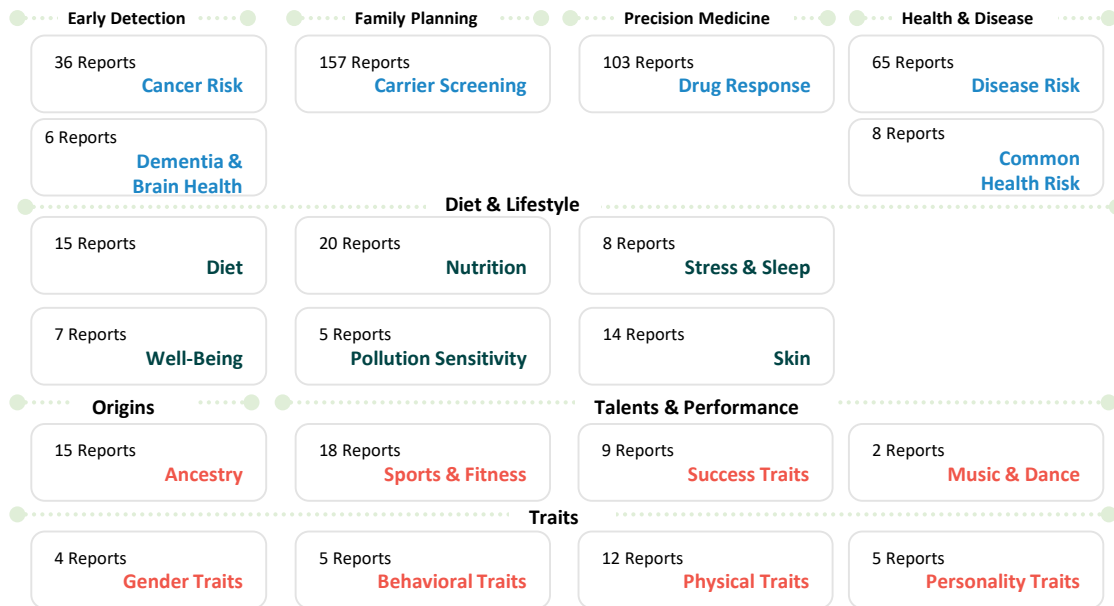 Early Detection
Family Planning
Precision Medicine
Health & Disease
36 Reports
Cancer Risk
157 Reports
Carrier Screening
103 Reports
Drug Response
65 Reports
Disease Risk
6 Reports
Dementia &
Brain Health
8 Reports
Common
Health Risk
Diet & Lifestyle
15 Reports
Diet
20 Reports
Nutrition
8 Reports
Stress & Sleep
7 Reports
Well-Being
5 Reports
Pollution Sensitivity
14 Reports
Skin
Origins
Talents & Performance
15 Reports
Ancestry
18 Reports
Sports & Fitness
9 Reports
Success Traits
2 Reports
Music & Dance
Traits
4 Reports
Gender Traits
5 Reports
Behavioral Traits
12 Reports
Physical Traits
5 Reports
Personality Traits